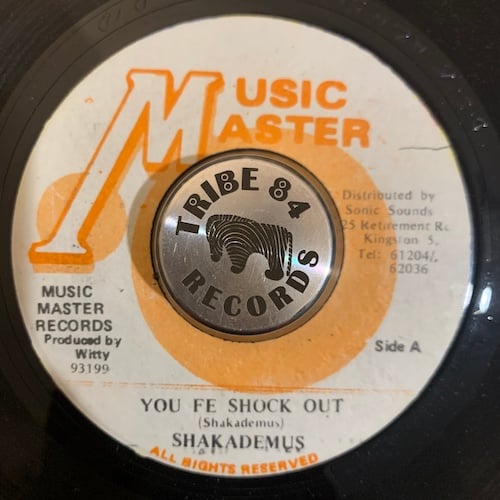 MUSIC
MASTER
TRIBE 84
RECORDS
Distributed by
Sonic Sounds
25 Retirement
Kingston 5,
Tel: 61204/
62036
MUSIC
MASTER
RECORDS
Produced by
Witty
93199
Side A
YOU FE SHOCK OUT
(Shakademus)
SHAKADEMUS
ALL RIGHTS RESERVED